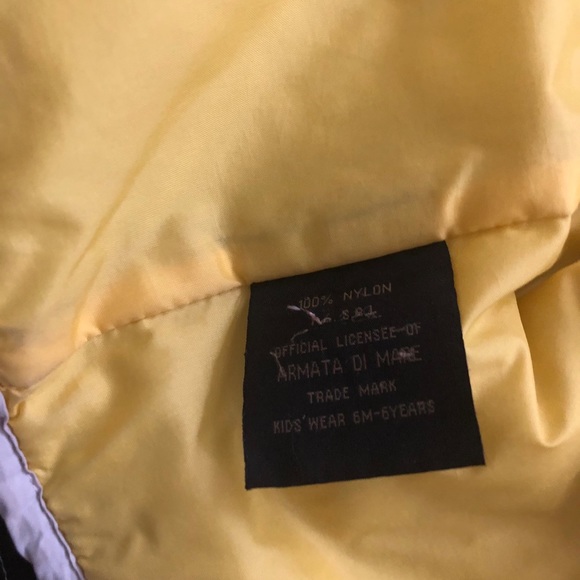 100% NYLON
OFFICIAL LICENSEE OF
ARMATA DI MARE
TRADE MARK
KIDS' WEAR 6M-6YEARS